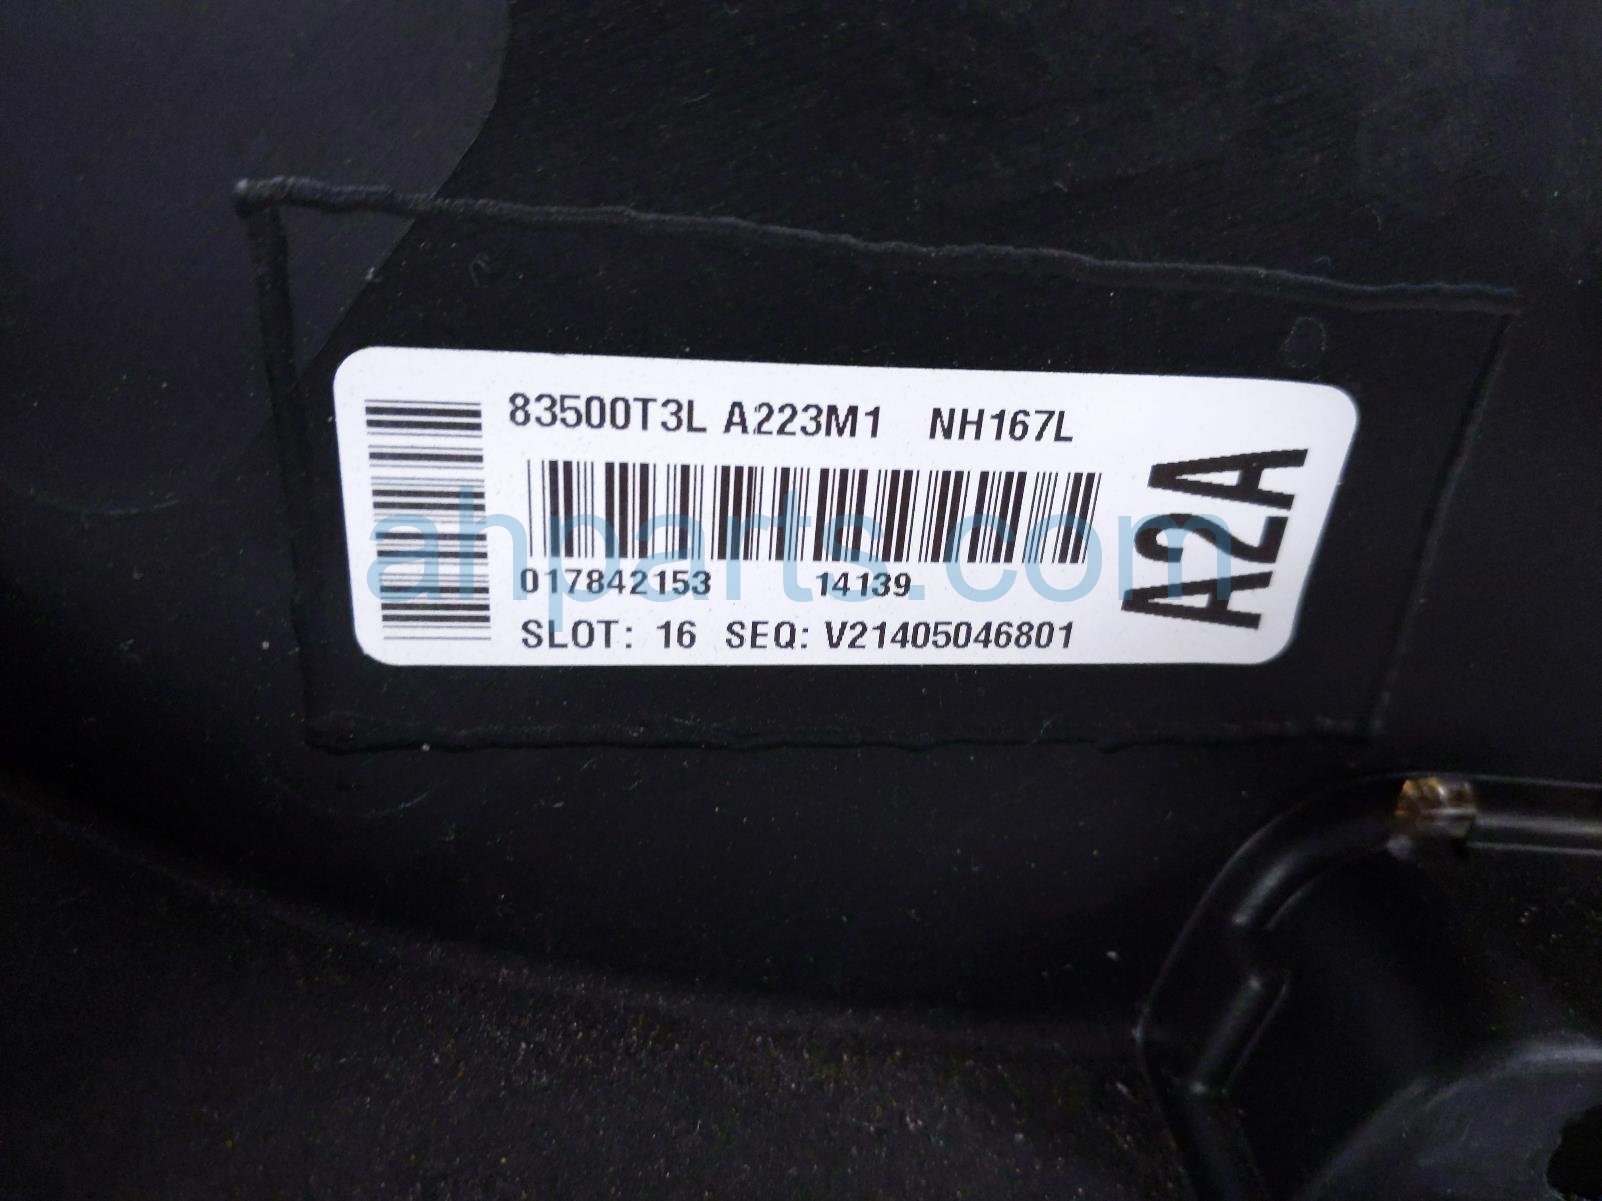 83500T3L A223M1 NH167L
017842153 14139
SLOT: 16 SEQ: V21405046801
A2A
ahparts.com